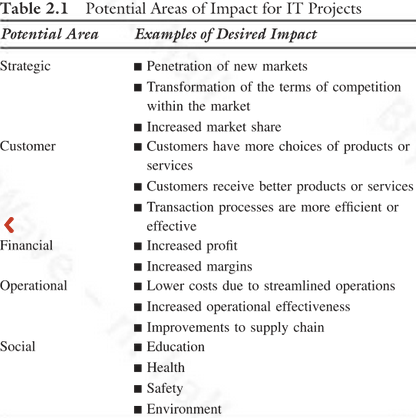 Table 2.1 Potential Areas of Impact for IT Projects
Potential Area Examples of Desired Impact
Strategic ■ Penetration of new markets
■ Transformation of the terms of competition
within the market
■ Increased market share
Customer ■ Customers have more choices of products or
services
■ Customers receive better products or services
■ Transaction processes are more efficient or
effective
Financial ■ Increased profit
■ Increased margins
Operational ■ Lower costs due to streamlined operations
■ Increased operational effectiveness
■ Improvements to supply chain
Social ■ Education
■ Health
■ Safety
■ Environment